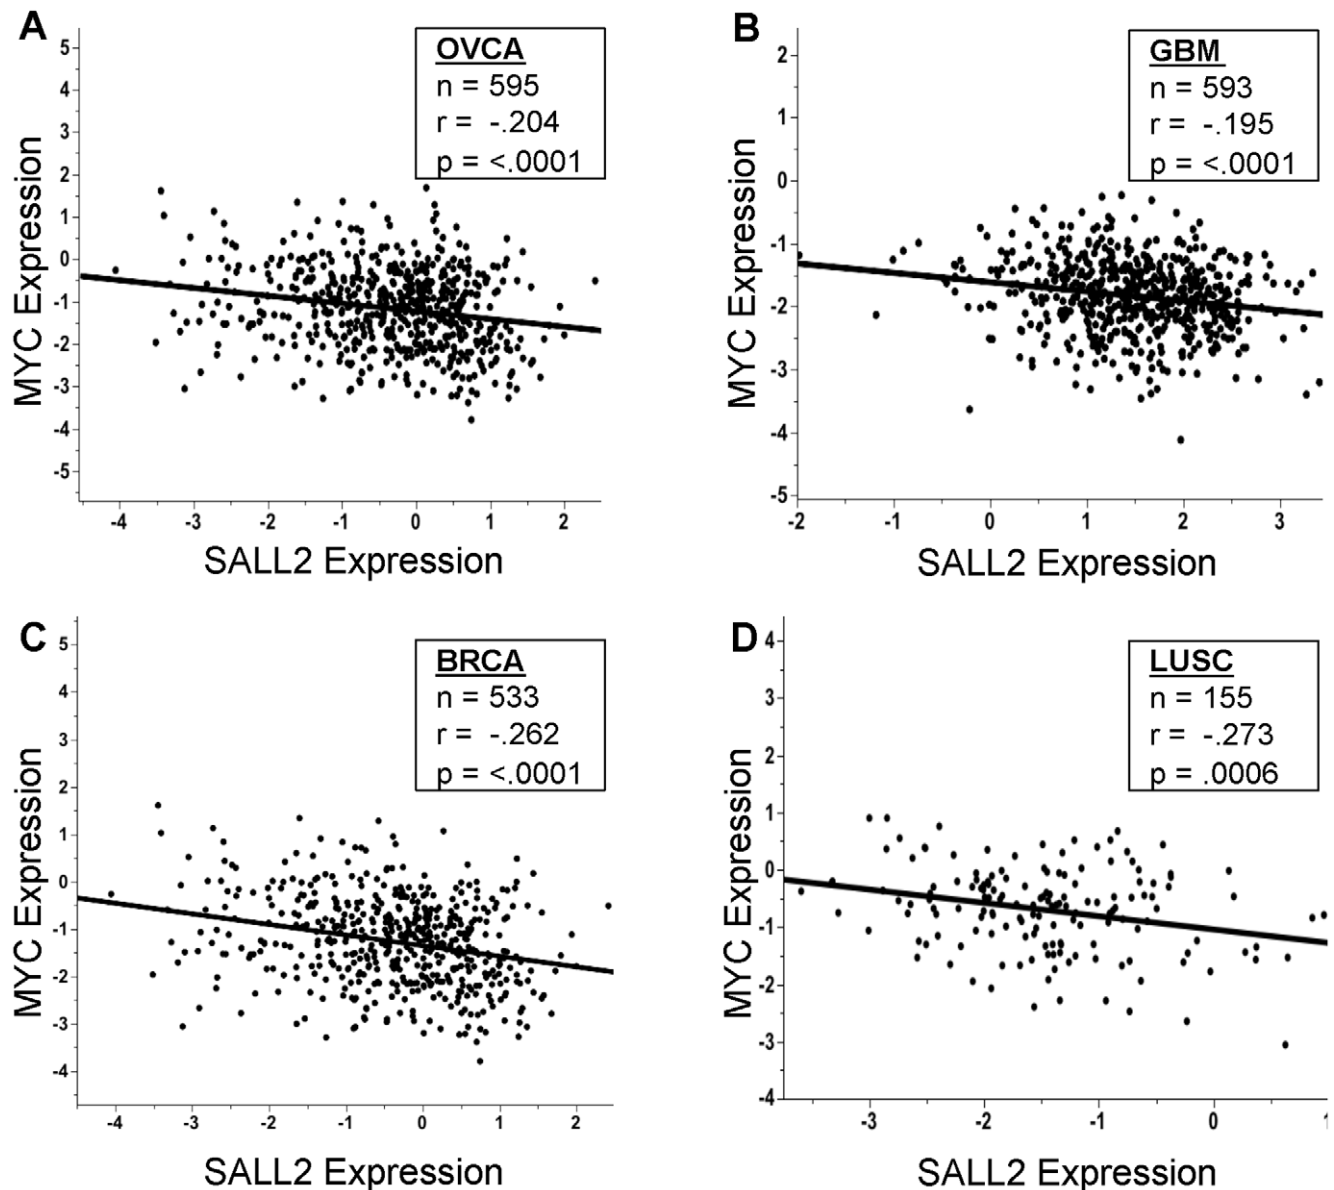 A
OVCA
n = 595
r = -.204
p = <.0001
MYC Expression
5
4
3
2
1
0
-1
-2
-3
-4
-5
-4 -3 -2 -1 0 1 2
SALL2 Expression
B
GBM
n = 593
r = -.195
p = <.0001
MYC Expression
2
1
0
-1
-2
-3
-4
-5
-2 -1 0 1 2 3
SALL2 Expression
C
BRCA
n = 533
r = -.262
p = <.0001
MYC Expression
5
4
3
2
1
0
-1
-2
-3
-4
-4 -3 -2 -1 0 1 2
SALL2 Expression
D
LUSC
n = 155
r = -.273
p = .0006
MYC Expression
4
3
2
1
0
-1
-2
-3
-4
-3 -2 -1 0 1
SALL2 Expression